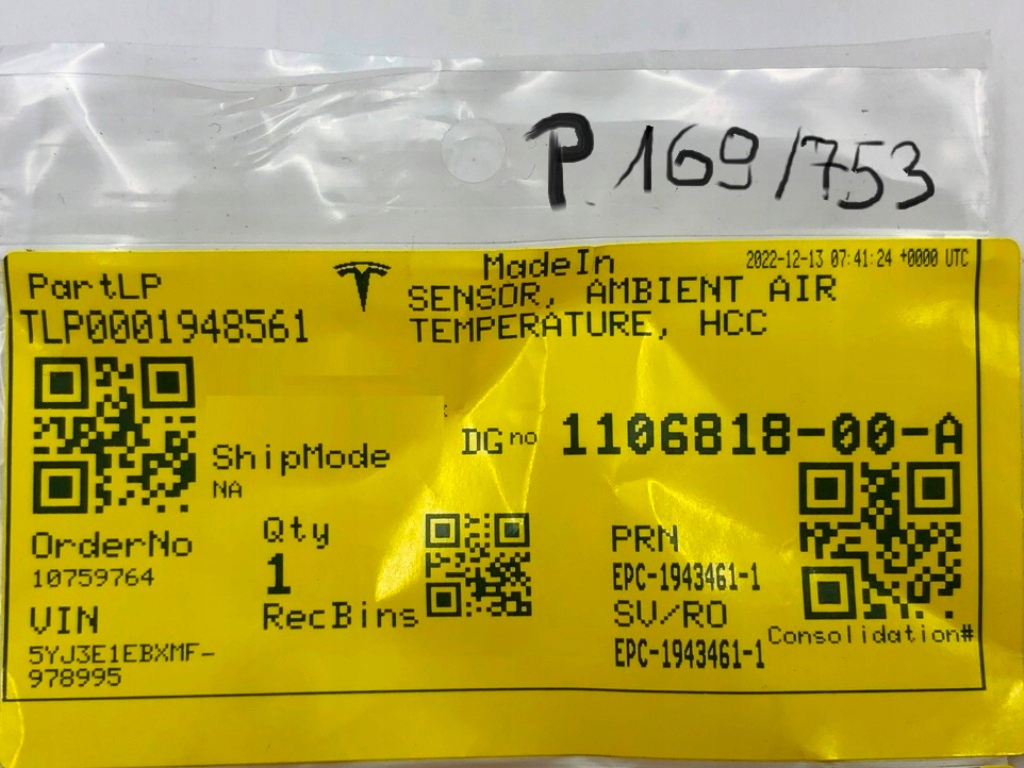 P 169/753
MadeIn
2022-12-13 07:41:24 +0000 UTC
PartLP
SENSOR, AMBIENT AIR
TLP0001948561
TEMPERATURE, HCC
DG no 1106818-00-A
ShipMode
NA
OrderNo
Qty
PRN
10759764
1
EPC-1943461-1
VIN
RecBins
SV/RO
Consolidation#
5YJ3E1EBXMF-
978995
EPC-1943461-1